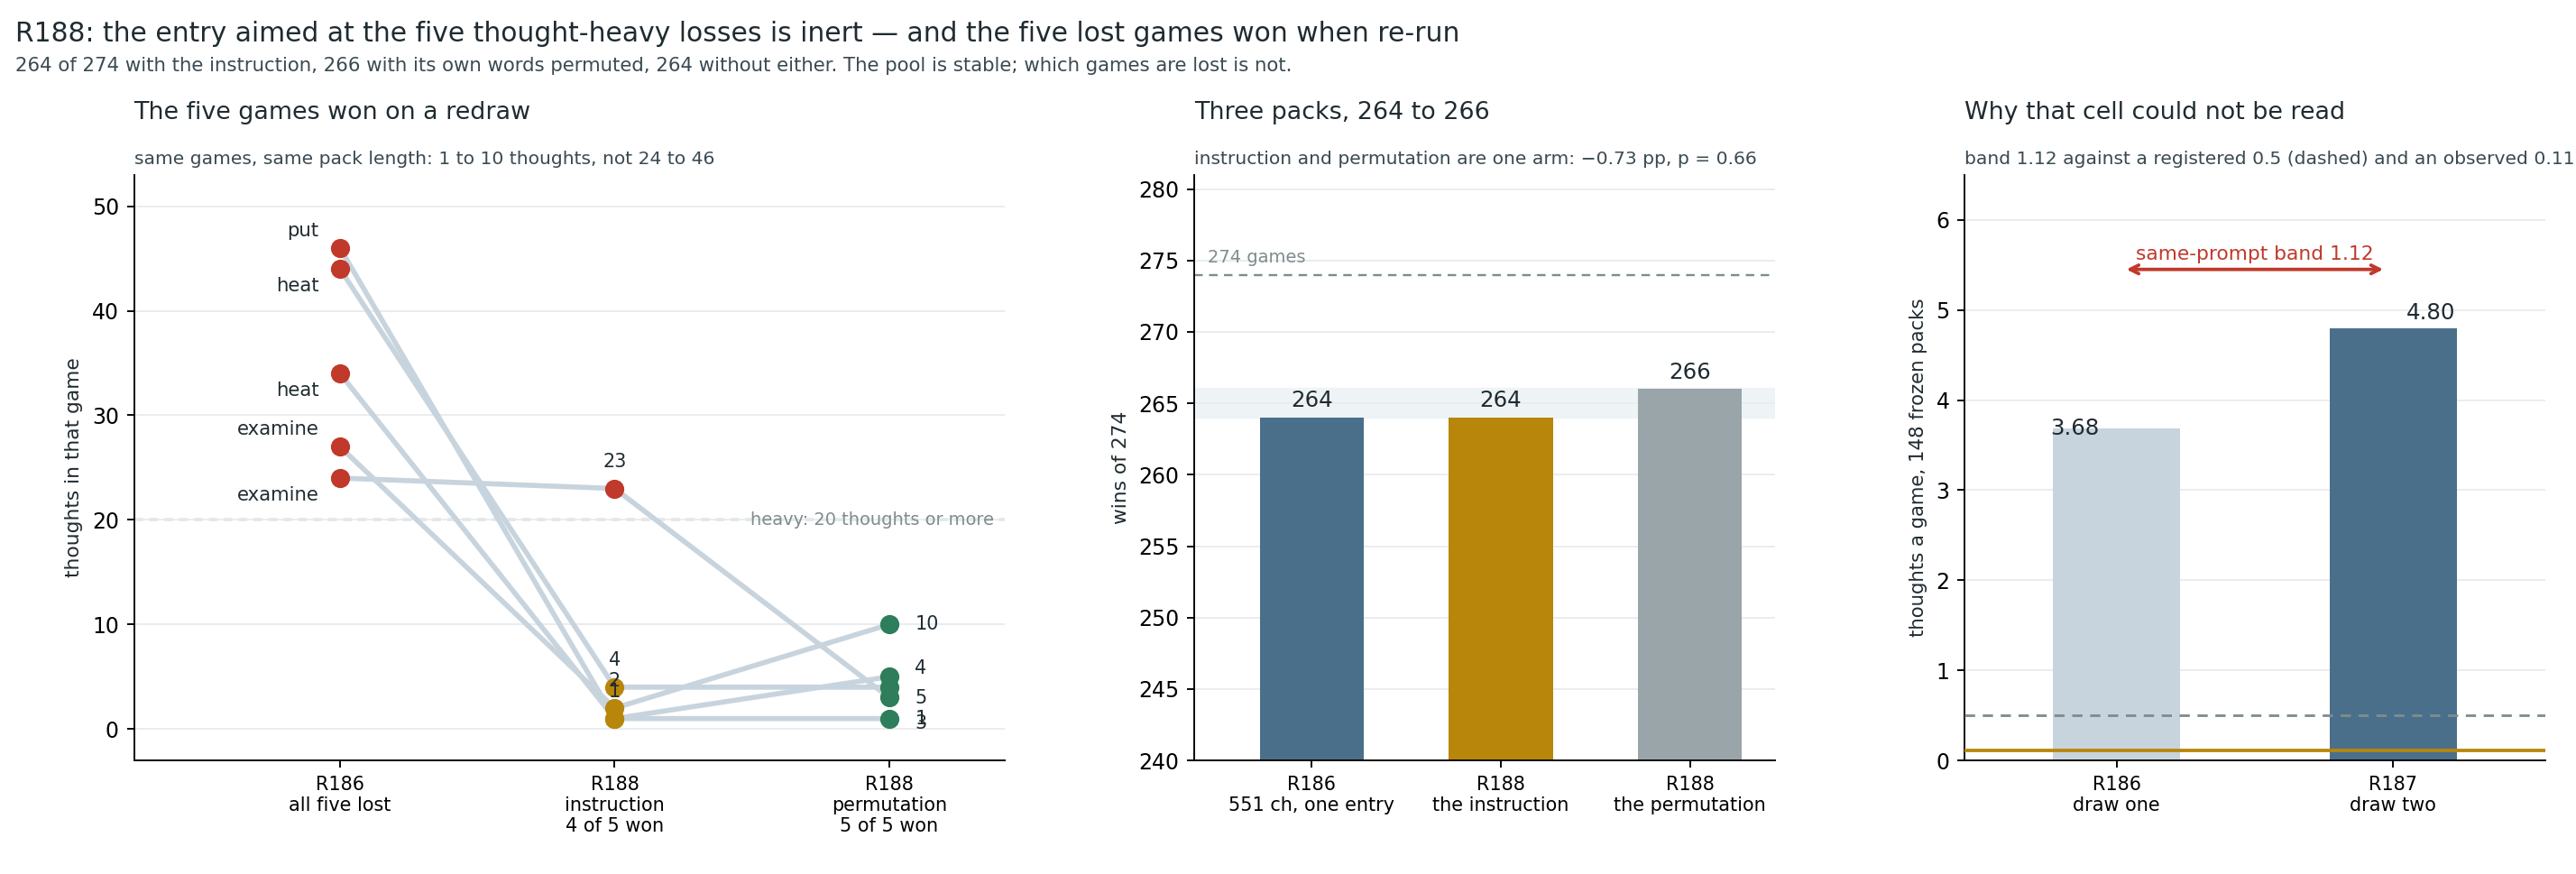 R188: the entry aimed at the five thought-heavy losses is inert — and the five lost games won when re-run
264 of 274 with the instruction, 266 with its own words permuted, 264 without either. The pool is stable; which games are lost is not.
The five games won on a redraw
same games, same pack length: 1 to 10 thoughts, not 24 to 46
thoughts in that game
50
40
30
20
10
0
put
heat
heat
examine
examine
23
heavy: 20 thoughts or more
4
2
1
10
4
5
1
3
R186
all five lost
R188
instruction
4 of 5 won
R188
permutation
5 of 5 won
Three packs, 264 to 266
instruction and permutation are one arm: −0.73 pp, p = 0.66
wins of 274
280
275
270
265
260
255
250
245
240
274 games
264
264
266
R186
551 ch, one entry
R188
the instruction
R188
the permutation
Why that cell could not be read
band 1.12 against a registered 0.5 (dashed) and an observed 0.11
thoughts a game, 148 frozen packs
6
5
4
3
2
1
0
same-prompt band 1.12
3.68
4.80
R186
draw one
R187
draw two